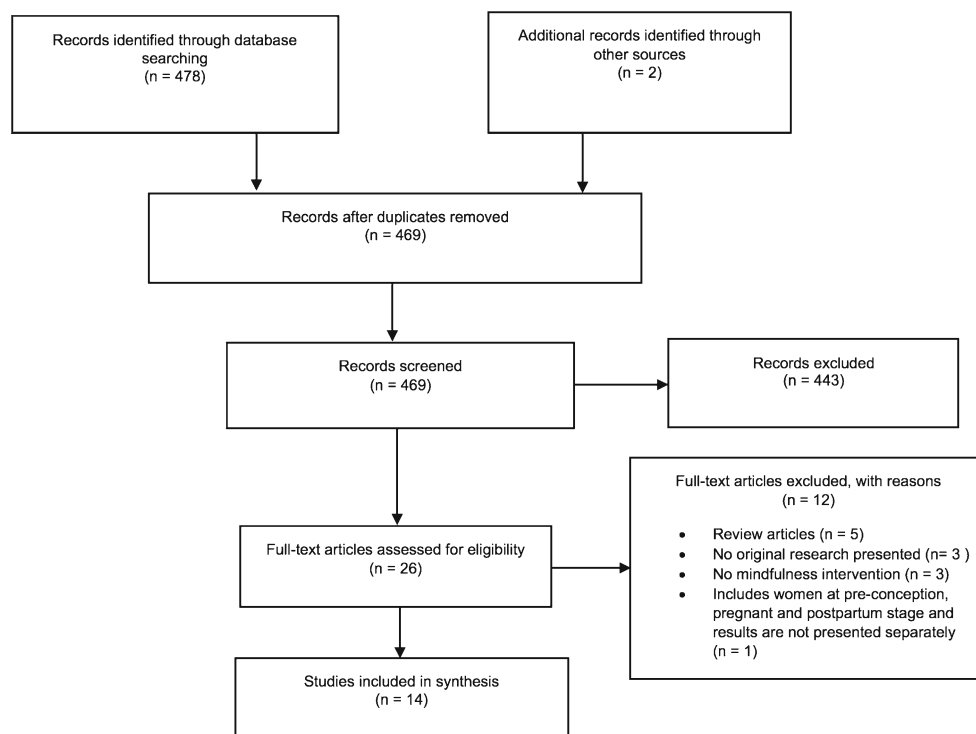 Records identified through database
searching
(n = 478)
Additional records identified through
other sources
(n = 2)
Records after duplicates removed
(n = 469)
Records screened
(n = 469)
Records excluded
(n = 443)
Full-text articles assessed for eligibility
(n = 26)
Full-text articles excluded, with reasons
(n = 12)
• Review articles (n = 5)
• No original research presented (n= 3 )
• No mindfulness intervention (n = 3)
• Includes women at pre-conception,
pregnant and postpartum stage and
results are not presented separately
(n = 1)
Studies included in synthesis
(n = 14)